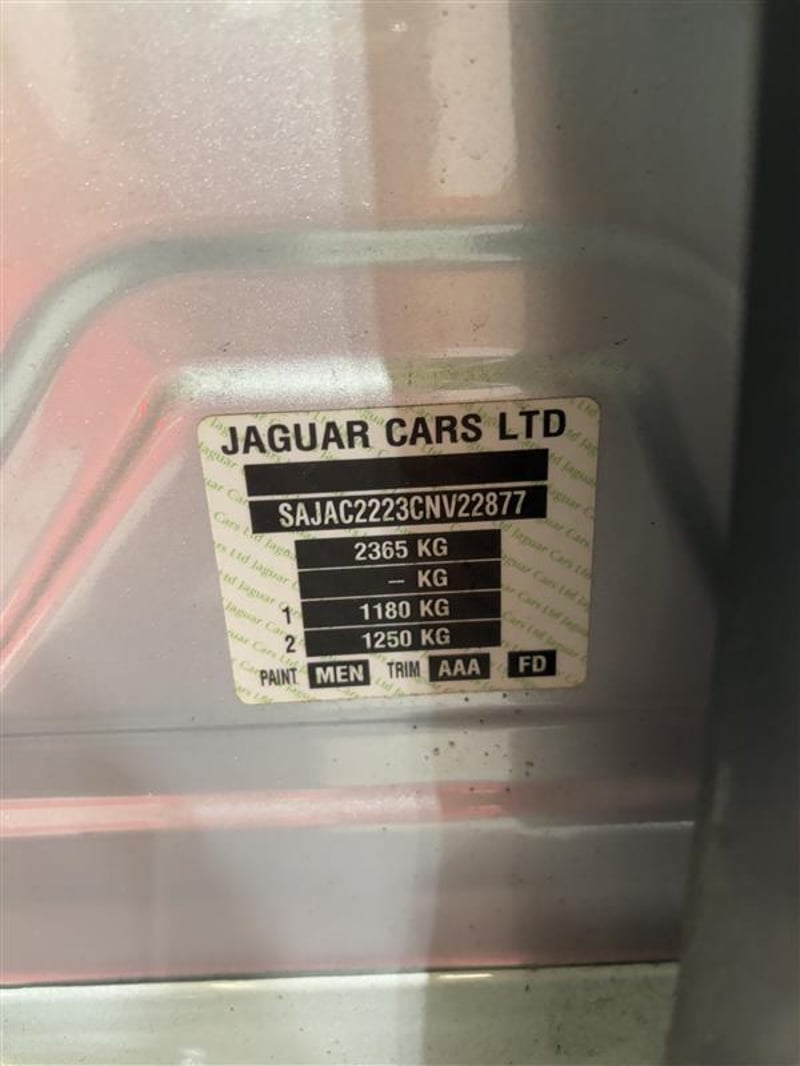 JAGUAR CARS LTD
SAJAC2223CNV22877
2365 KG
– KG
1 1180 KG
2 1250 KG
PAINT MEN TRIM AAA FD